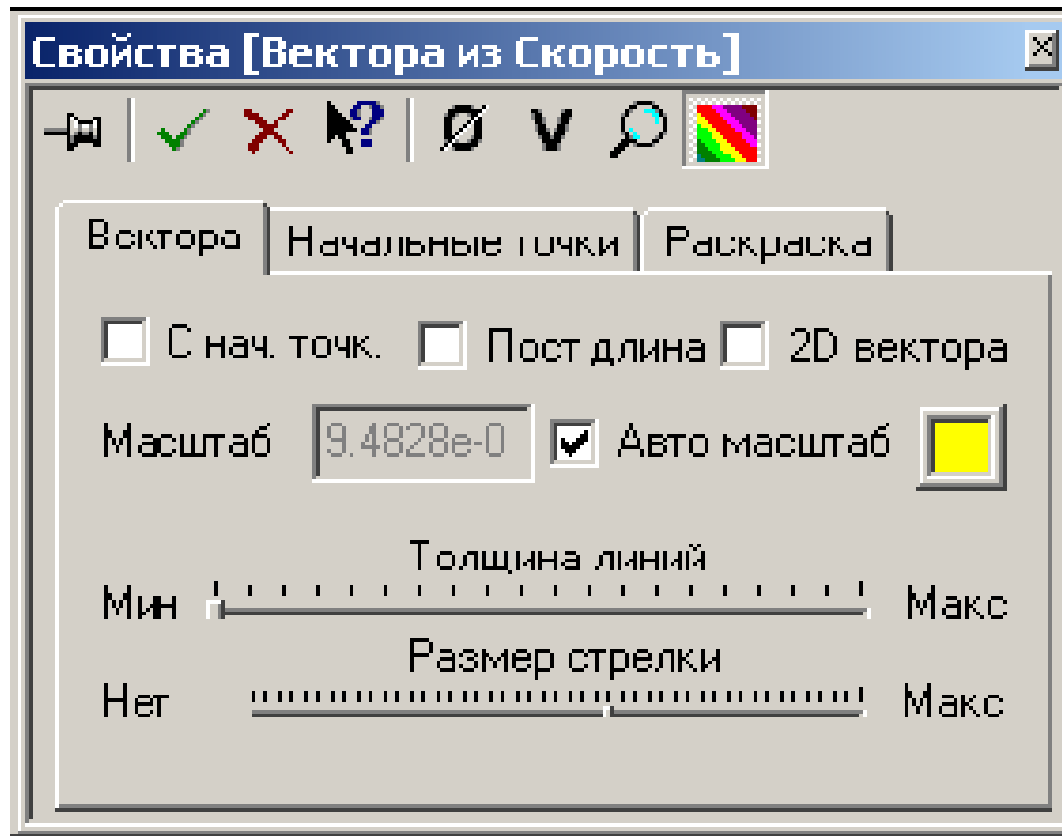 Свойства [Вектора из Скорость]
Вектора Начальные точки Раскраска
С нач. точк. Пост длина 2D вектора
Масштаб 9.4828e-0 Авто масштаб
Толщина линий
Мин Макс
Размер стрелки
Нет Макс